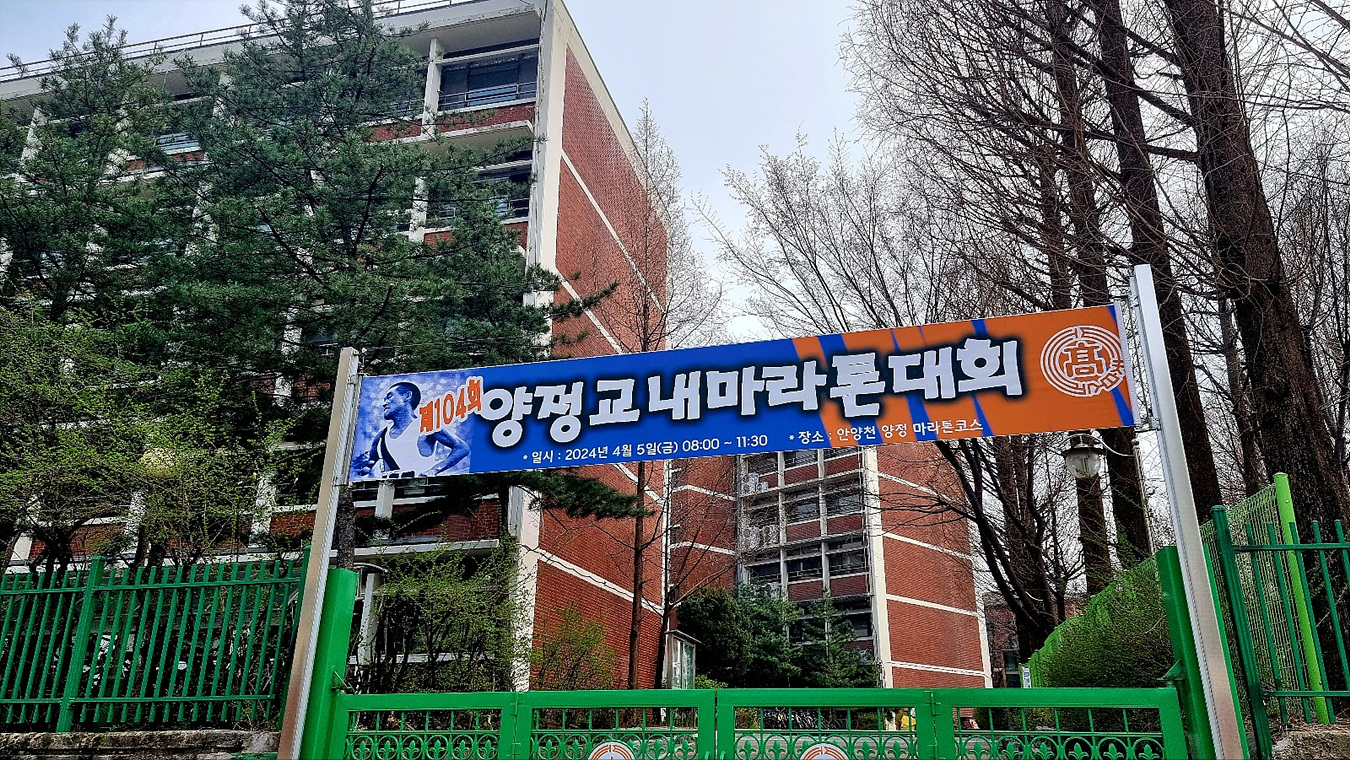 제104회
양정교내마라톤대회
* 일시 : 2024년 4월 5일(금) 08:00 ~ 11:30   * 장소 : 안양천 양정 마라톤코스
高